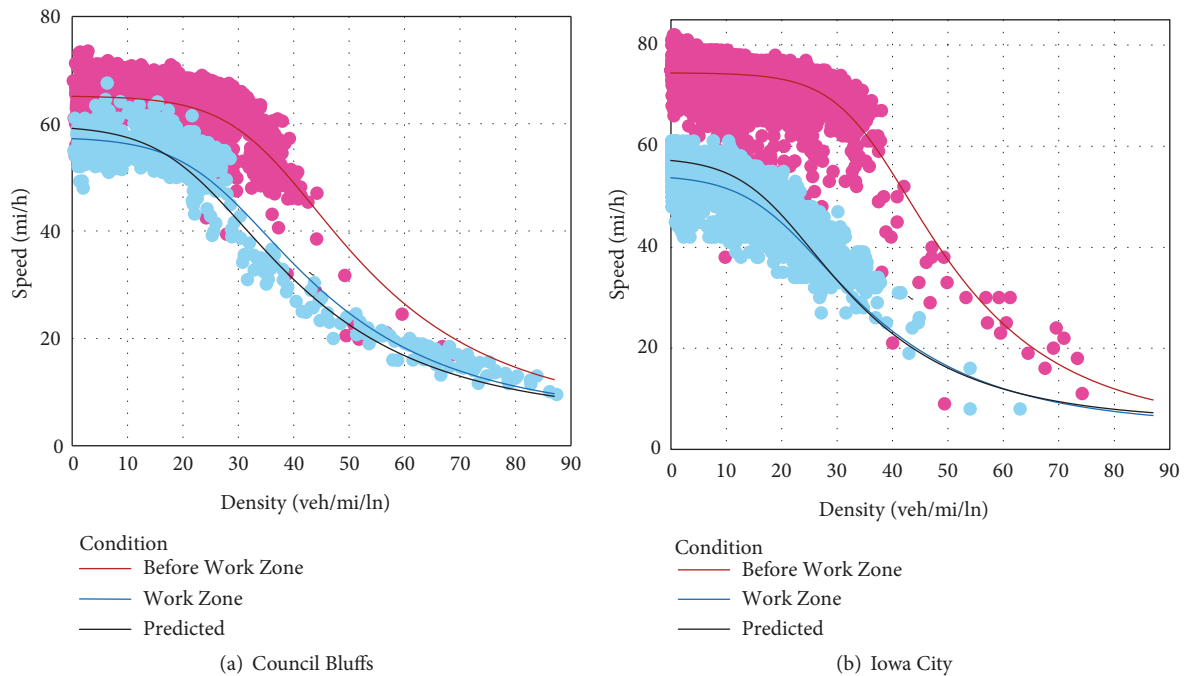 80
60
40
20
0
Speed (mi/h)
0 10 20 30 40 50 60 70 80 90
Density (veh/mi/ln)
Condition
Before Work Zone
Work Zone
Predicted
(a) Council Bluffs
80
60
40
20
0
Speed (mi/h)
0 10 20 30 40 50 60 70 80 90
Density (veh/mi/ln)
Condition
Before Work Zone
Work Zone
Predicted
(b) Iowa City